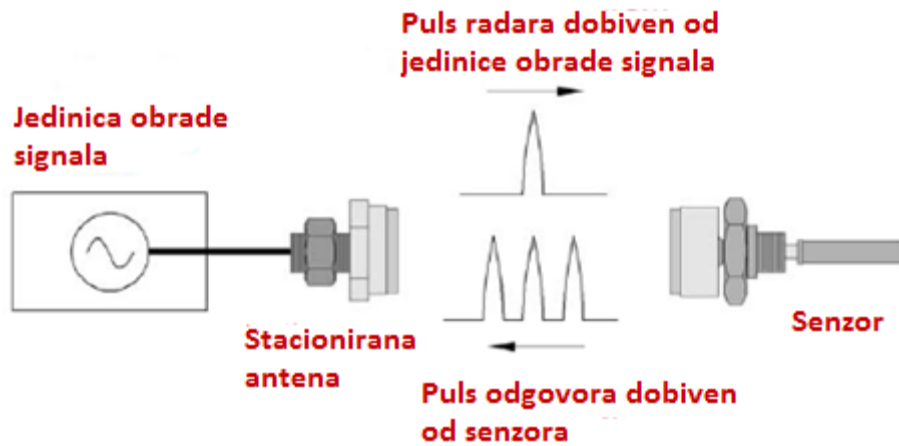 Puls radara dobiven od
jedinice obrade signala
Jedinica obrade
signala
Stacionirana
antena
Senzor
Puls odgovora dobiven
od senzora